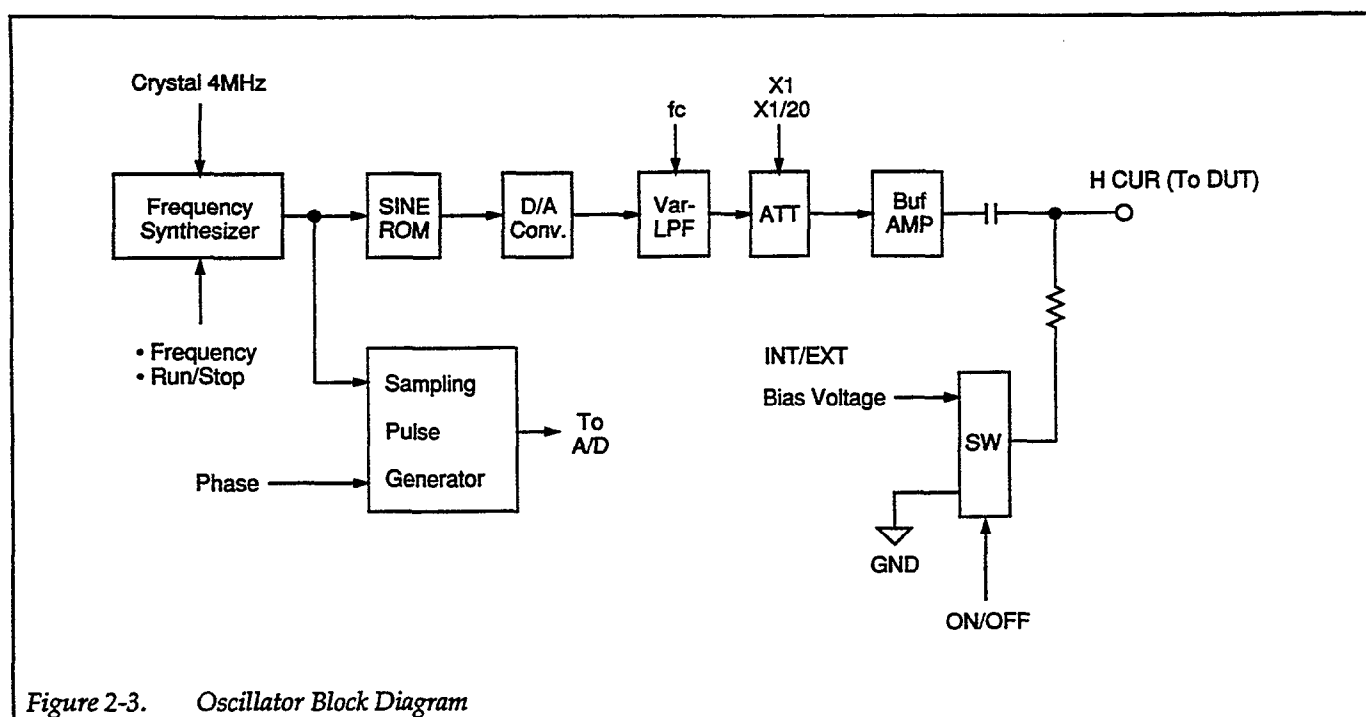 Crystal 4MHz
Frequency
Synthesizer
• Frequency
• Run/Stop
SINE
ROM
D/A
Conv.
fc
Var-
LPF
X1
X1/20
ATT
Buf
AMP
H CUR (To DUT)
Sampling
Pulse
Generator
Phase
To
A/D
INT/EXT
Bias Voltage
SW
GND
ON/OFF
Figure 2-3. Oscillator Block Diagram